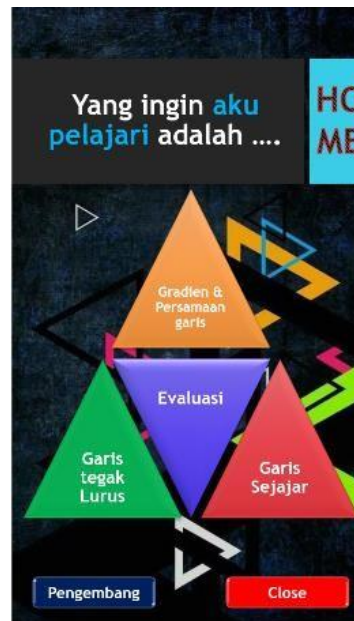 Yang ingin aku
pelajari adalah ....
Gradien &
Persamaan
garis
Evaluasi
Garis
tegak
Lurus
Garis
Sejajar
Pengembang
Close